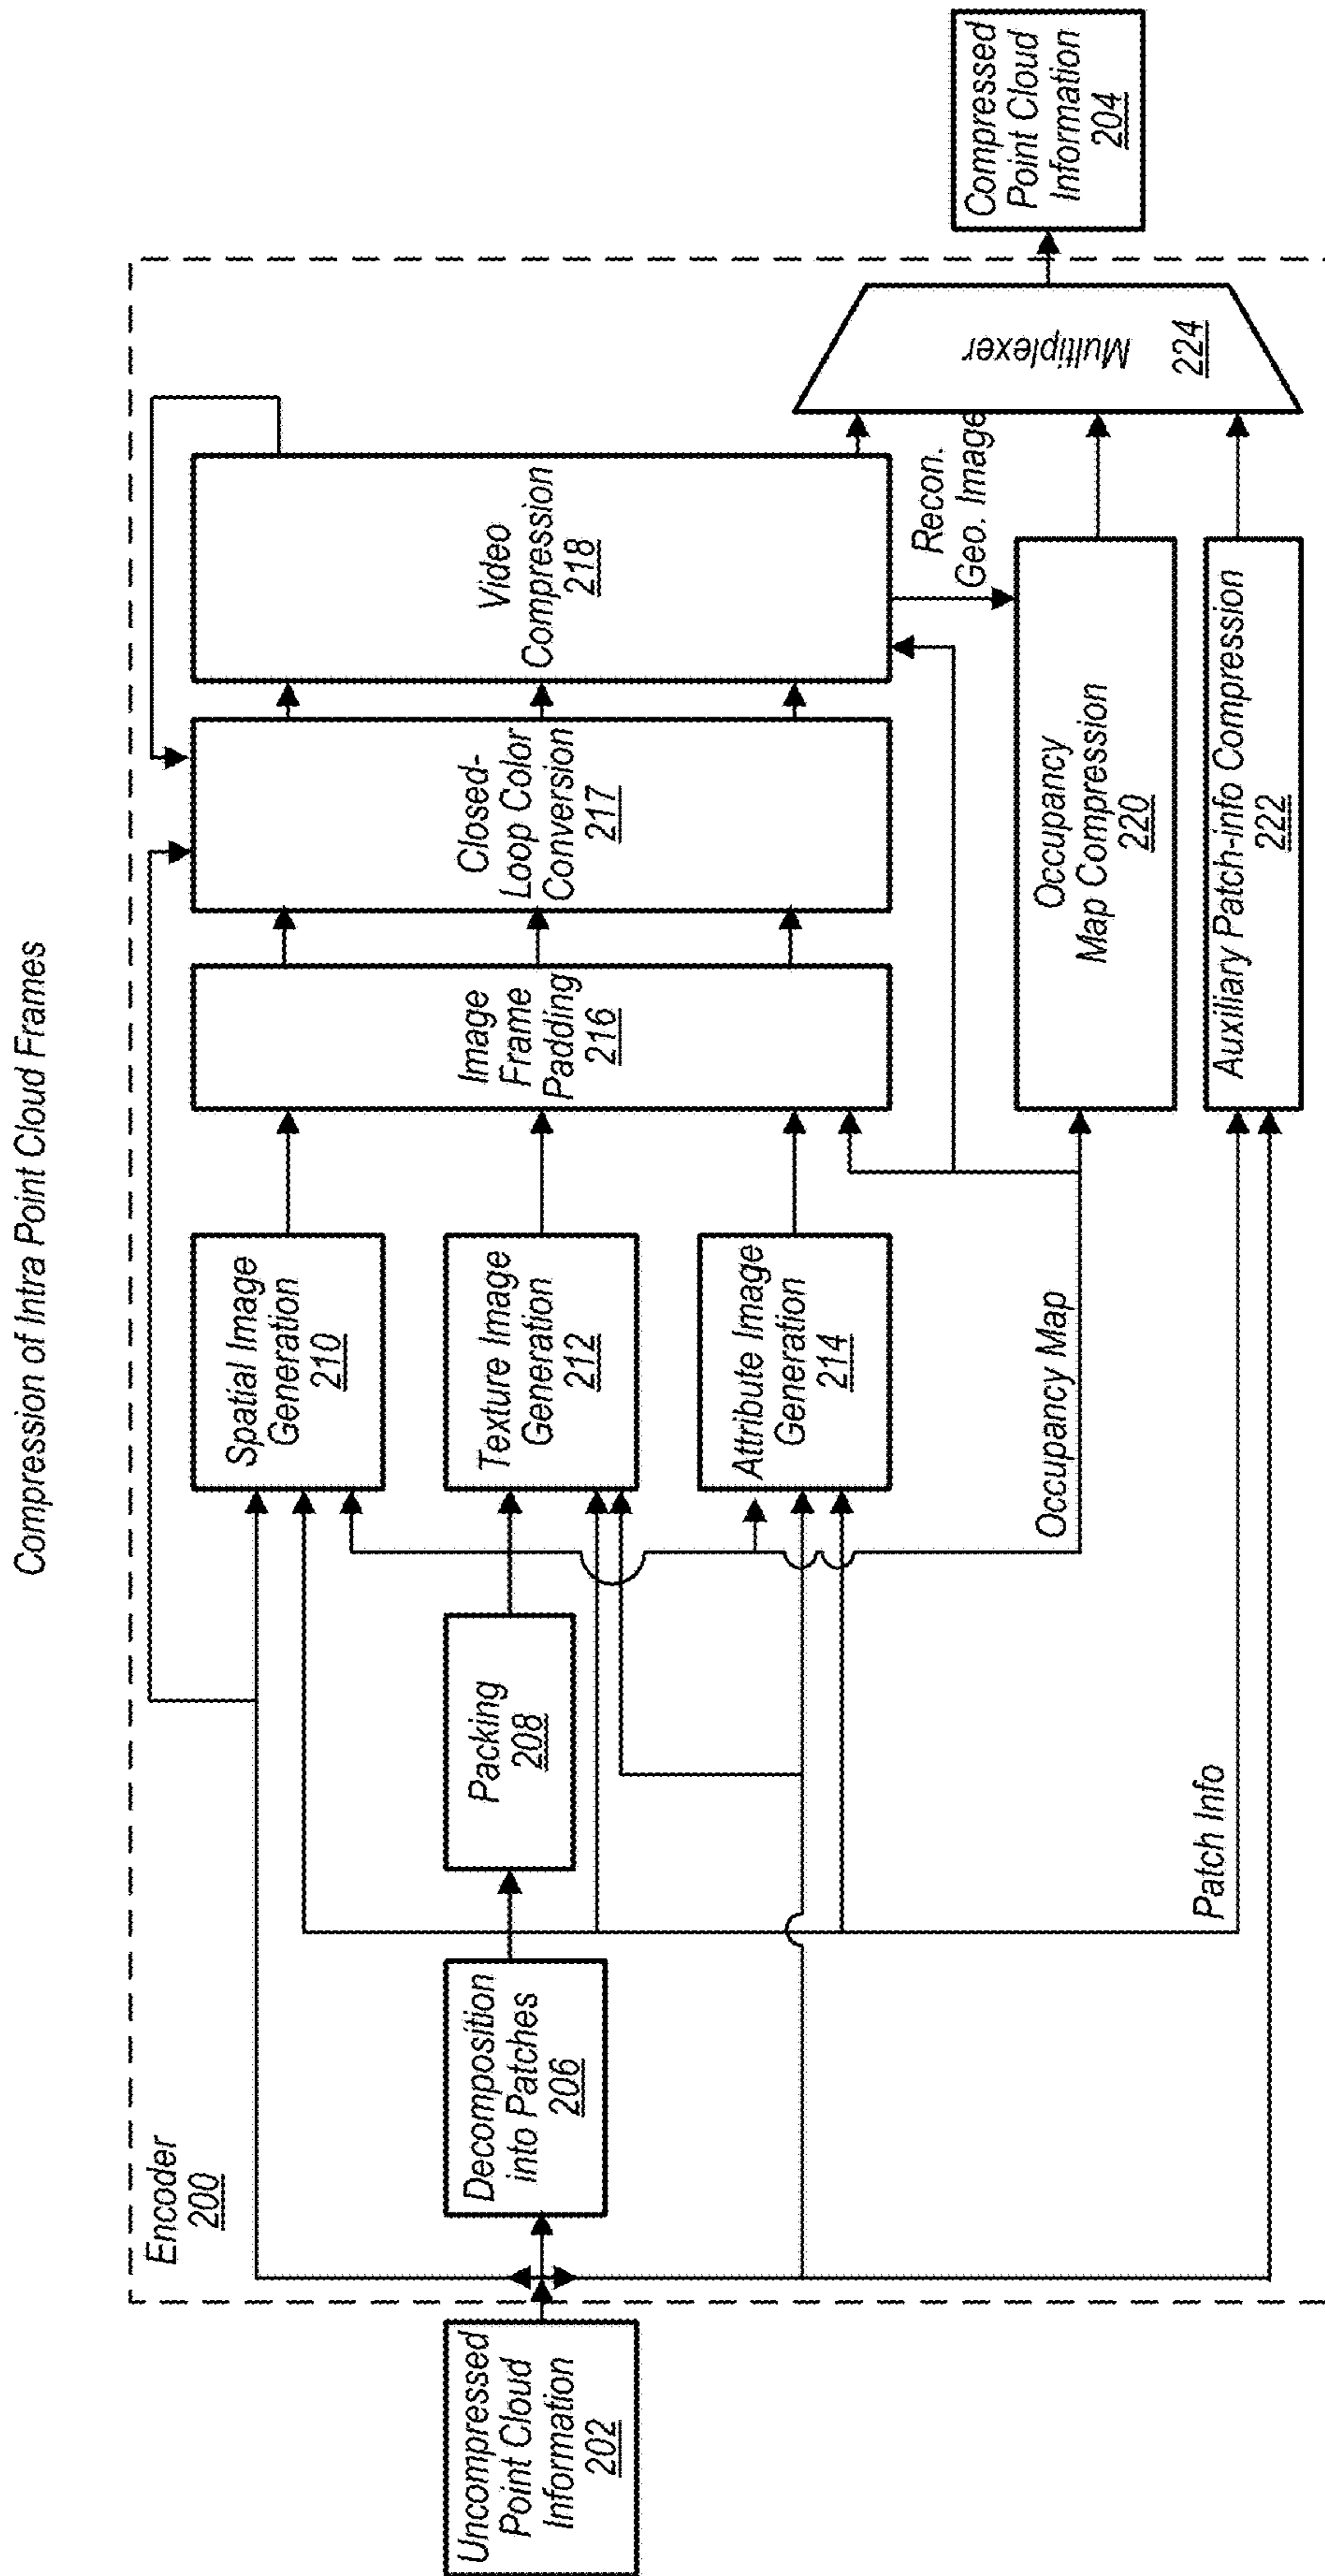 Compression of Intra Point Cloud Frames
Encoder
200
Uncompressed
Point Cloud
Information
202
Decomposition
into Patches
206
Packing
208
Spatial Image
Generation
210
Texture Image
Generation
212
Attribute Image
Generation
214
Image
Frame
Padding
216
Closed-
Loop Color
Conversion
217
Video
Compression
218
Recon.
Geo. Image
Occupancy Map
Occupancy
Map Compression
220
Patch Info
Auxiliary Patch-info Compression
222
Multiplexer
224
Compressed
Point Cloud
Information
204